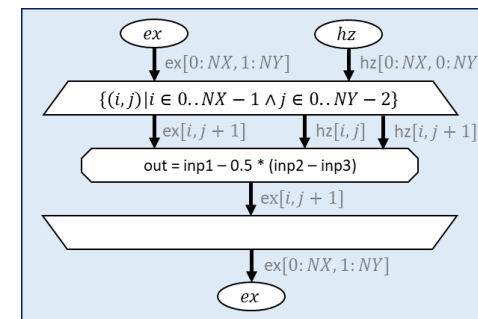 ex hz
ex[0: NX, 1: NY] hz[0: NX, 0: NY
{(i, j)|i ∈ 0..NX − 1 ∧ j ∈ 0..NY − 2}
ex[i, j + 1] hz[i, j] hz[i, j + 1]
out = inp1 – 0.5 * (inp2 – inp3)
ex[i, j + 1]
ex[0: NX, 1: NY]
ex